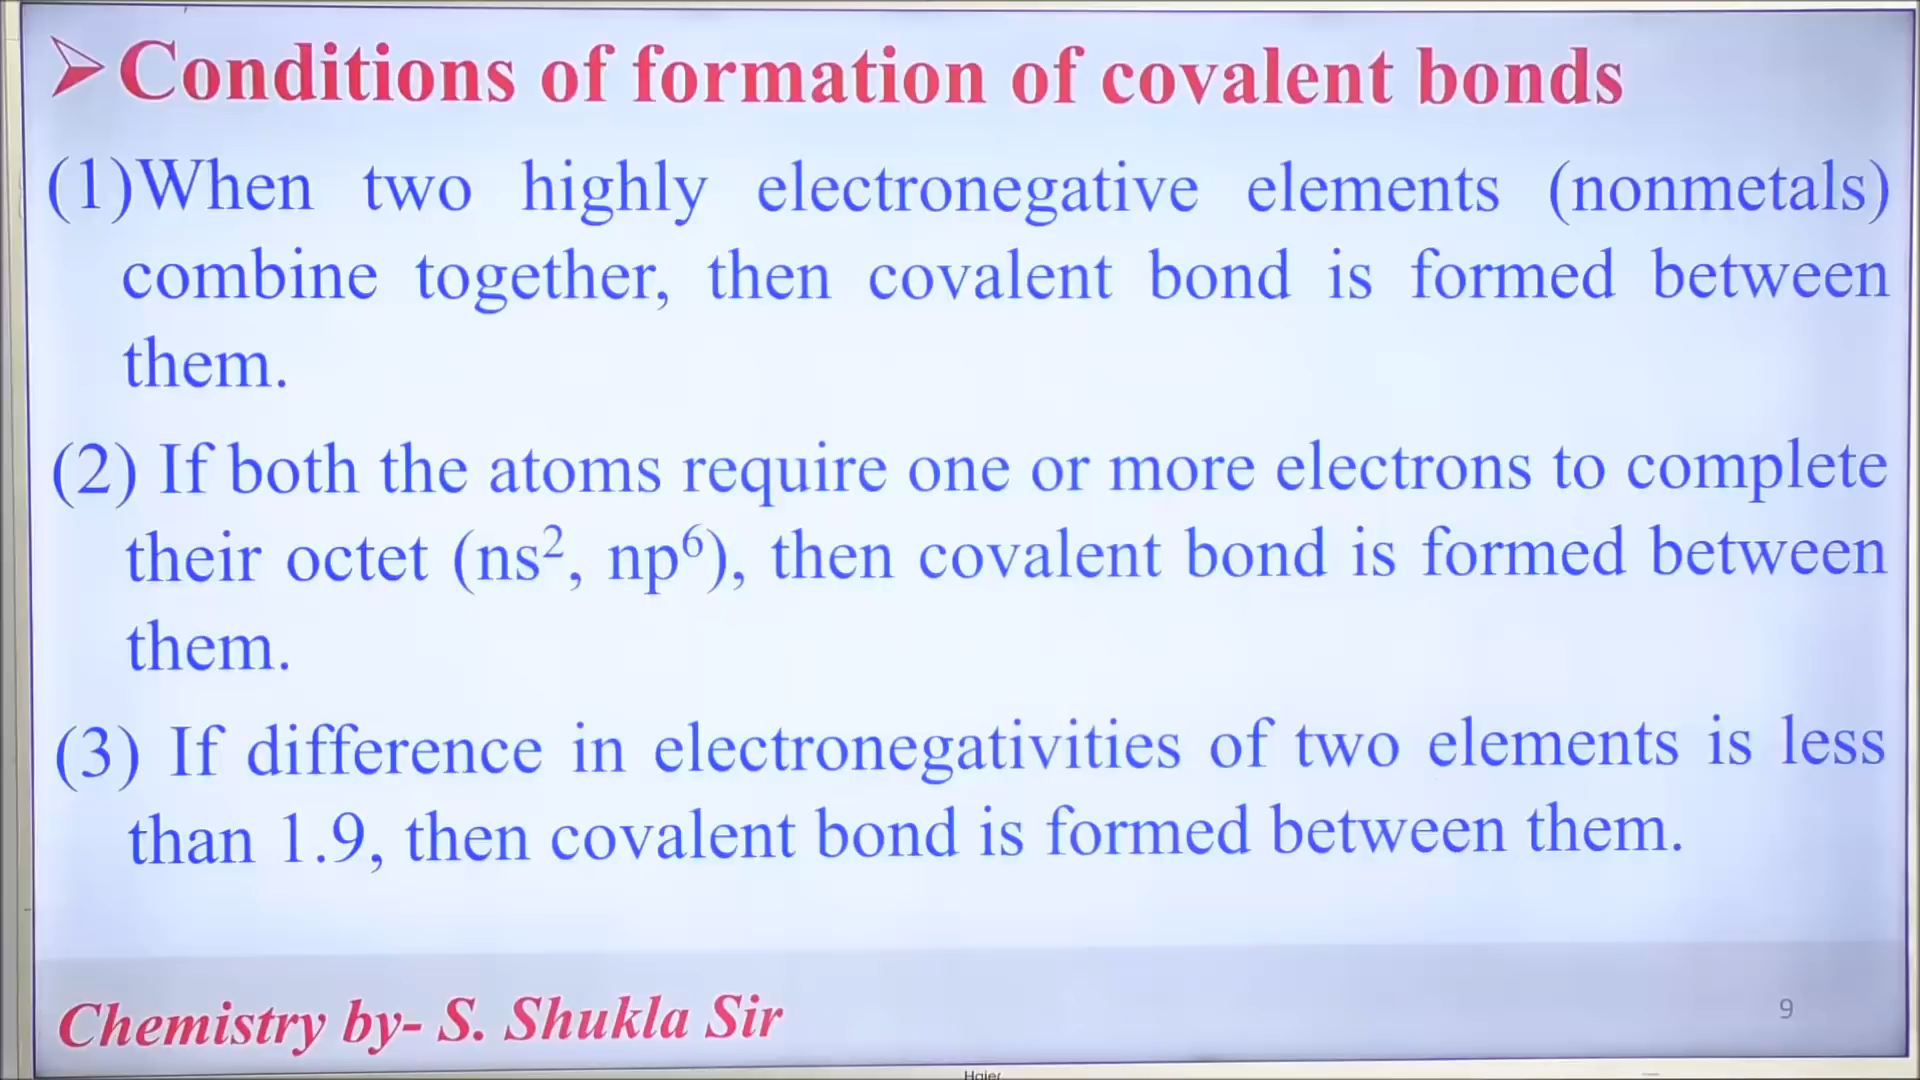 ➢Conditions of formation of covalent bonds
(1)When two highly electronegative elements (nonmetals)
combine together, then covalent bond is formed between
them.
(2) If both the atoms require one or more electrons to complete
their octet (ns², np⁶), then covalent bond is formed between
them.
(3) If difference in electronegativities of two elements is less
than 1.9, then covalent bond is formed between them.
Chemistry by- S. Shukla Sir
9
Haier